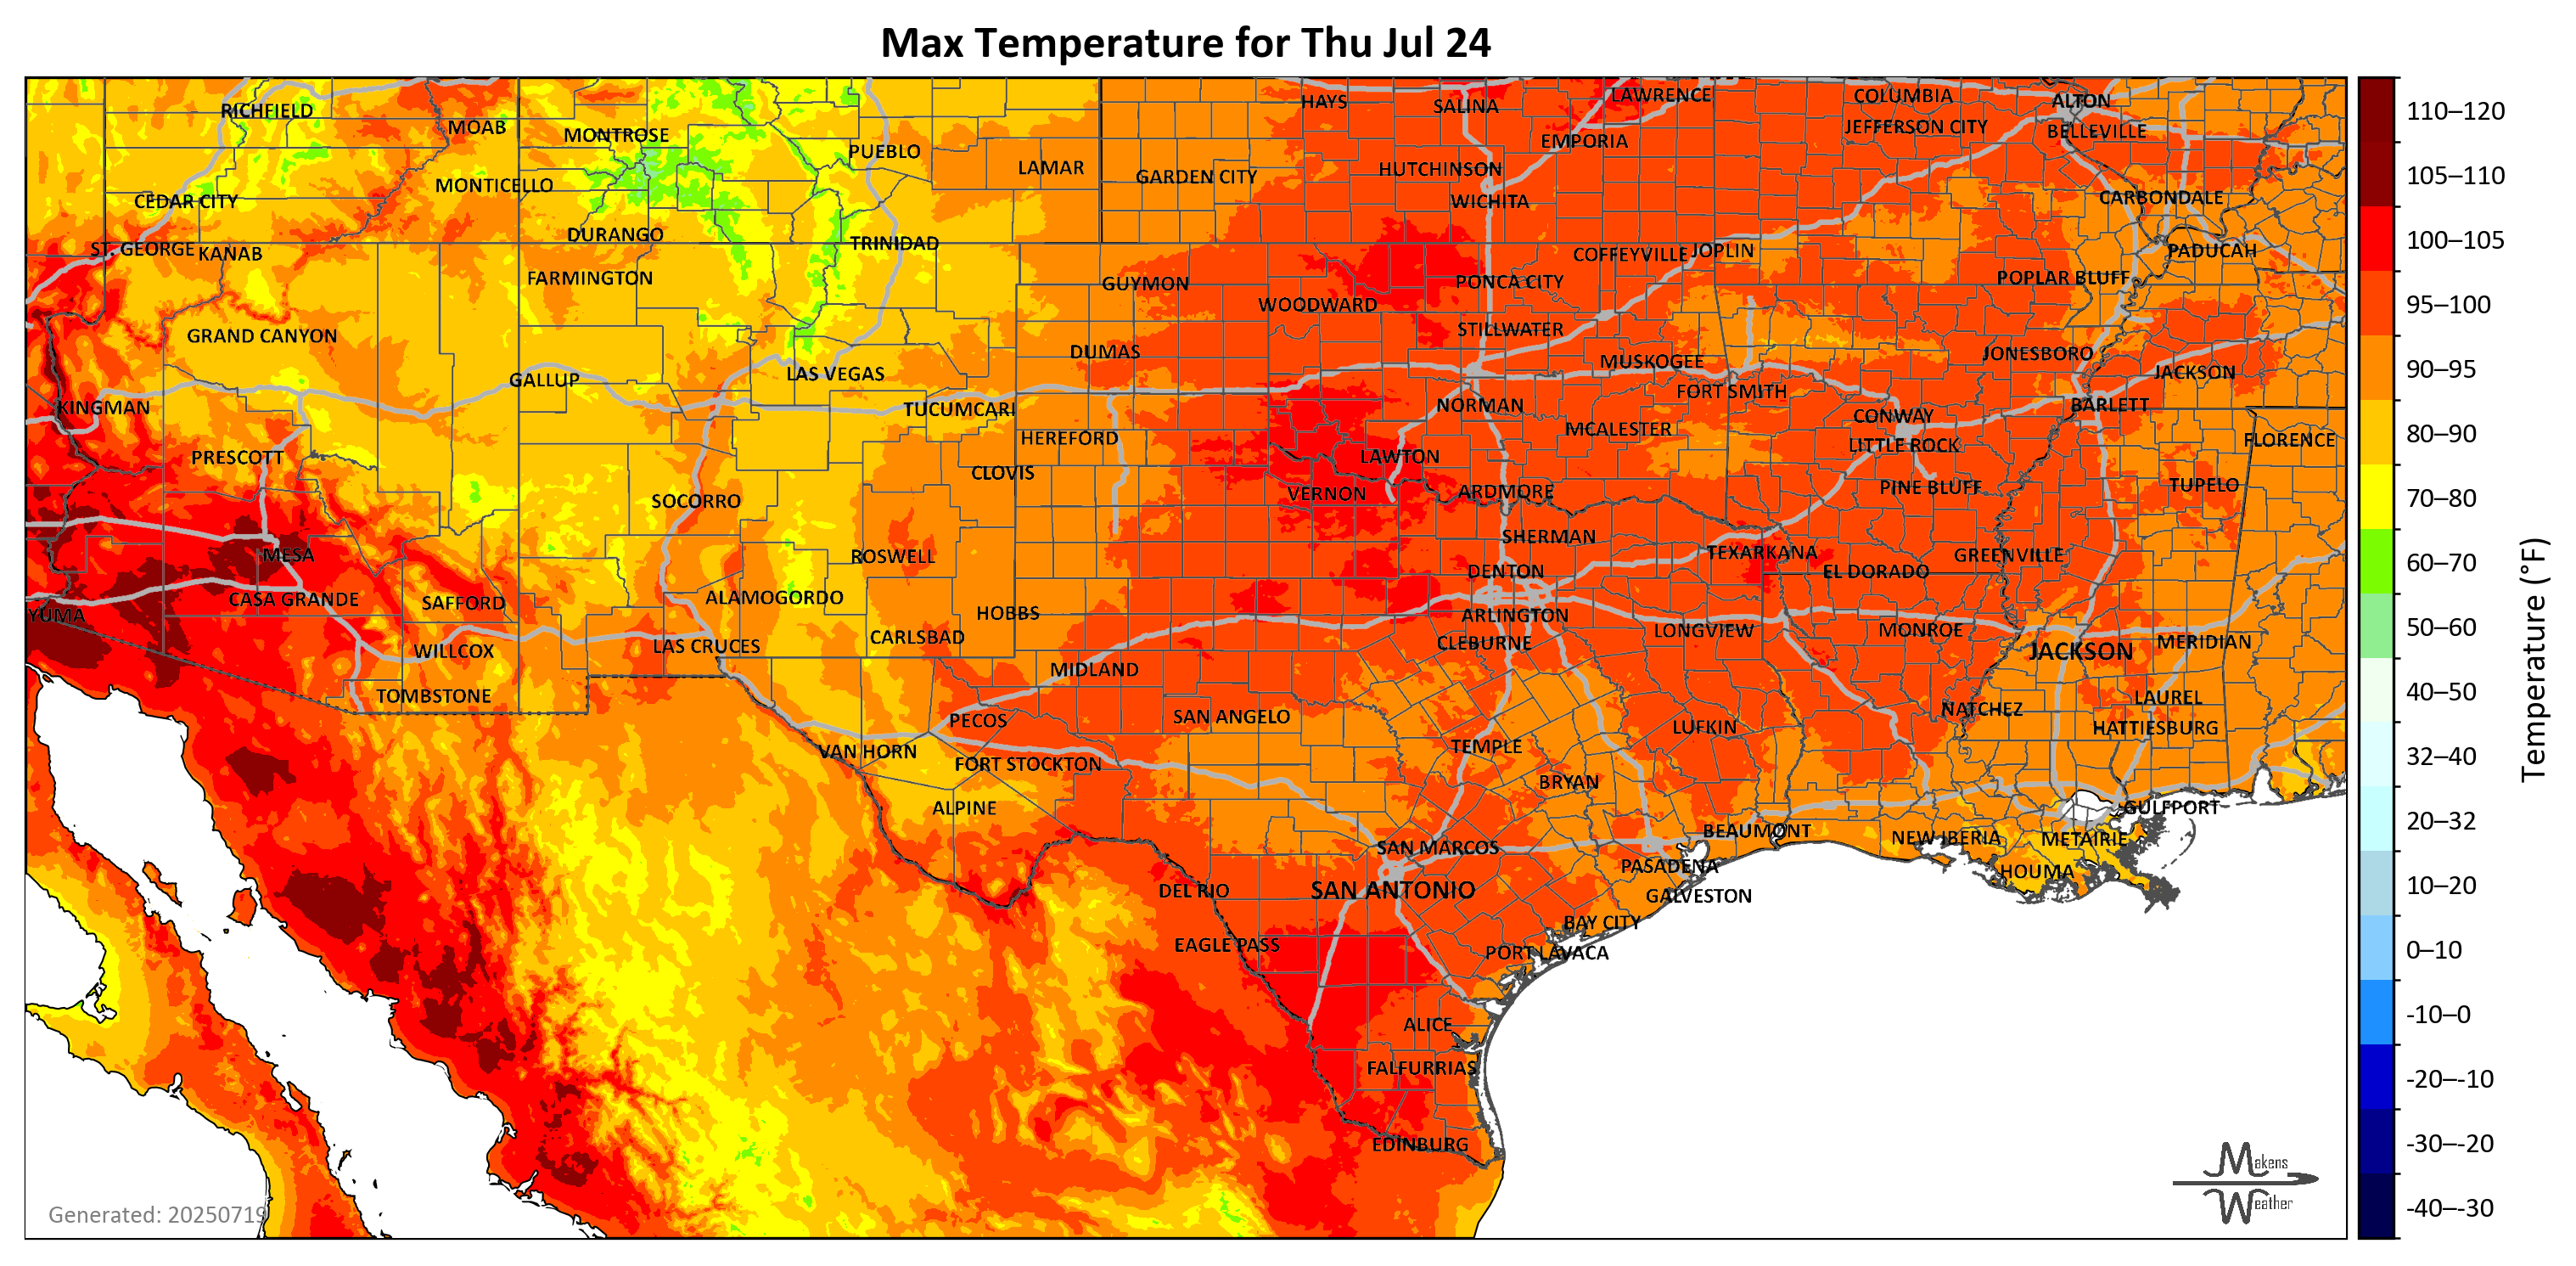 Max Temperature for Thu Jul 24
RICHFIELD
MOAB
MONTROSE
PUEBLO
LAMAR
GARDEN CITY
HAYS
SALINA
LAWRENCE
EMPORIA
COLUMBIA
JEFFERSON CITY
ALTON
BELLEVILLE
CEDAR CITY
MONTICELLO
HUTCHINSON
WICHITA
CARBONDALE
ST. GEORGE
KANAB
DURANGO
TRINIDAD
COFFEYVILLE
JOPLIN
PADUCAH
FARMINGTON
GUYMON
WOODWARD
PONCA CITY
POPLAR BLUFF
GRAND CANYON
DUMAS
STILLWATER
MUSKOGEE
JONESBORO
JACKSON
GALLUP
LAS VEGAS
FORT SMITH
KINGMAN
TUCUMCARI
NORMAN
CONWAY
BARLETT
HEREFORD
MCALESTER
LITTLE ROCK
FLORENCE
PRESCOTT
CLOVIS
LAWTON
SOCORRO
VERNON
ARDMORE
PINE BLUFF
TUPELO
MESA
ROSWELL
SHERMAN
TEXARKANA
GREENVILLE
DENTON
EL DORADO
YUMA
CASA GRANDE
SAFFORD
ALAMOGORDO
HOBBS
ARLINGTON
WILLCOX
LAS CRUCES
CARLSBAD
CLEBURNE
LONGVIEW
MONROE
JACKSON
MERIDIAN
TOMBSTONE
MIDLAND
PECOS
SAN ANGELO
LUFKIN
NATCHEZ
LAUREL
HATTIESBURG
VAN HORN
FORT STOCKTON
TEMPLE
BRYAN
ALPINE
BEAUMONT
NEW IBERIA
METAIRIE
GULFPORT
SAN MARCOS
PASADENA
HOUMA
DEL RIO
SAN ANTONIO
GALVESTON
EAGLE PASS
BAY CITY
PORT LAVACA
ALICE
FALFURRIAS
EDINBURG
Generated: 20250719
Makens
Weather
110–120
105–110
100–105
95–100
90–95
80–90
70–80
60–70
50–60
40–50
32–40
20–32
10–20
0–10
-10–0
-20–-10
-30–-20
-40–-30
Temperature (°F)